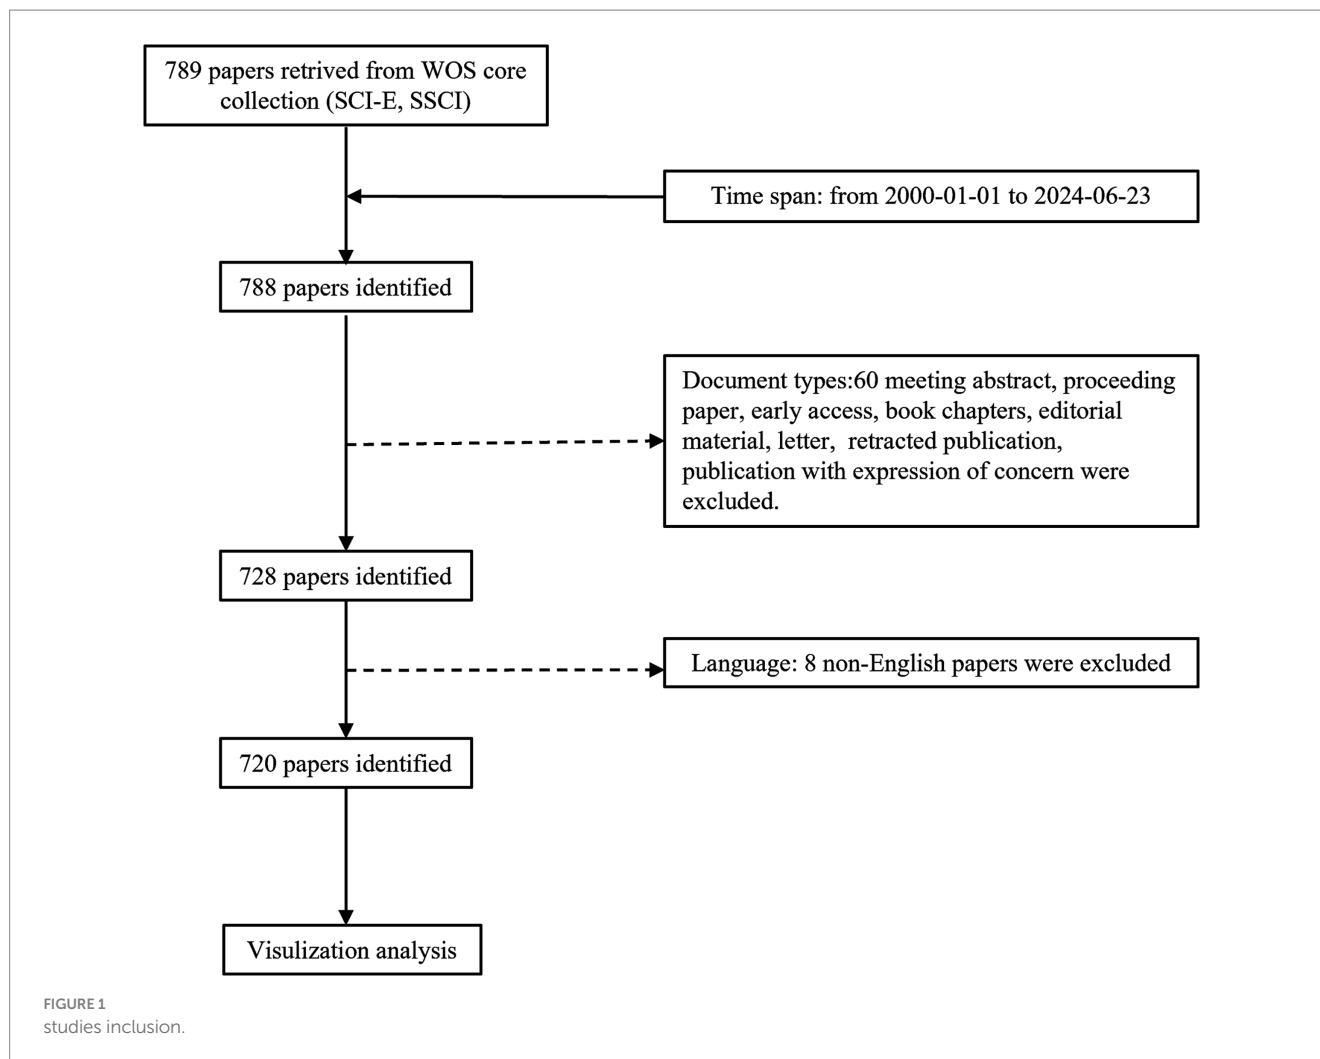 789 papers retrived from WOS core
collection (SCI-E, SSCI)
Time span: from 2000-01-01 to 2024-06-23
788 papers identified
Document types:60 meeting abstract, proceeding
paper, early access, book chapters, editorial
material, letter, retracted publication,
publication with expression of concern were
excluded.
728 papers identified
Language: 8 non-English papers were excluded
720 papers identified
Visulization analysis
FIGURE 1
studies inclusion.